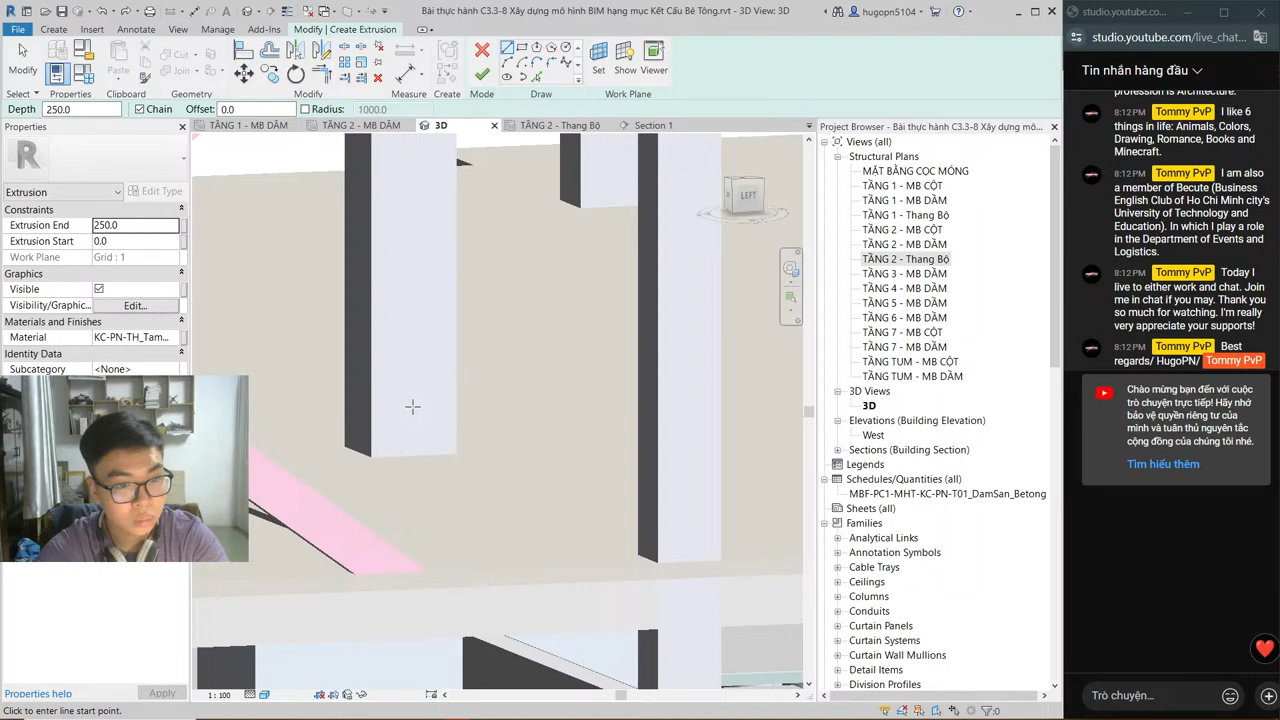 Bài thực hành C3.3-8 Xây dựng mô hình BIM hạng mục Kết Cấu Bê Tông.rvt - 3D View: 3D
hugopn5104
File
Create
Insert
Annotate
View
Manage
Add-Ins
Modify | Create Extrusion
Modify
Paste
Cut
Join
Set
Show
Viewer
Select
Properties
Clipboard
Geometry
Modify
Measure
Create
Mode
Draw
Work Plane
Depth 250.0
Chain
Offset: 0.0
Radius: 1000.0
Properties
TẦNG 1 - MB DẦM
TẦNG 2 - MB DẦM
3D
TẦNG 2 - Thang Bộ
Section 1
Extrusion
Edit Type
Constraints
Extrusion End 250.0
Extrusion Start 0.0
Work Plane Grid : 1
Graphics
Visible
Visibility/Graphic... Edit...
Materials and Finishes
Material KC-PN-TH_Tam...
Identity Data
Subcategory <None>
Properties help
Apply
LEFT
1 : 100
Click to enter line start point.
:0
Project Browser - Bài thực hành C3.3-8 Xây dựng mô...
Views (all)
Structural Plans
MẶT BẰNG CỌC MÓNG
TẦNG 1 - MB CỘT
TẦNG 1 - MB DẦM
TẦNG 1 - Thang Bộ
TẦNG 2 - MB CỘT
TẦNG 2 - MB DẦM
TẦNG 2 - Thang Bộ
TẦNG 3 - MB DẦM
TẦNG 4 - MB DẦM
TẦNG 5 - MB DẦM
TẦNG 6 - MB DẦM
TẦNG 7 - MB CỘT
TẦNG 7 - MB DẦM
TẦNG TUM - MB CỘT
TẦNG TUM - MB DẦM
3D Views
3D
Elevations (Building Elevation)
West
Sections (Building Section)
Legends
Schedules/Quantities (all)
MBF-PC1-MHT-KC-PN-T01_DamSan_Betong
Sheets (all)
Families
Analytical Links
Annotation Symbols
Cable Trays
Ceilings
Columns
Conduits
Curtain Panels
Curtain Systems
Curtain Wall Mullions
Detail Items
Division Profiles
studio.youtube.co...
studio.youtube.com/live_chat...
Tin nhắn hàng đầu
profession is Architecture.
8:12 PM Tommy PvP I like 6
things in life: Animals, Colors,
Drawing, Romance, Books and
Minecraft.
8:12 PM Tommy PvP I am also
a member of Becute (Business
English Club of Ho Chi Minh city's
University of Technology and
Education). In which I play a role
in the Department of Events and
Logistics.
8:12 PM Tommy PvP Today I
live to either work and chat. Join
me in chat if you may. Thank you
so much for watching. I'm really
very appreciate your supports!
8:12 PM Tommy PvP Best
regards/ HugoPN/ Tommy PvP
Chào mừng bạn đến với cuộc
trò chuyện trực tiếp! Hãy nhớ
bảo vệ quyền riêng tư của
mình và tuân thủ nguyên tắc
cộng đồng của chúng tôi nhé.
Tìm hiểu thêm
Trò chuyện...